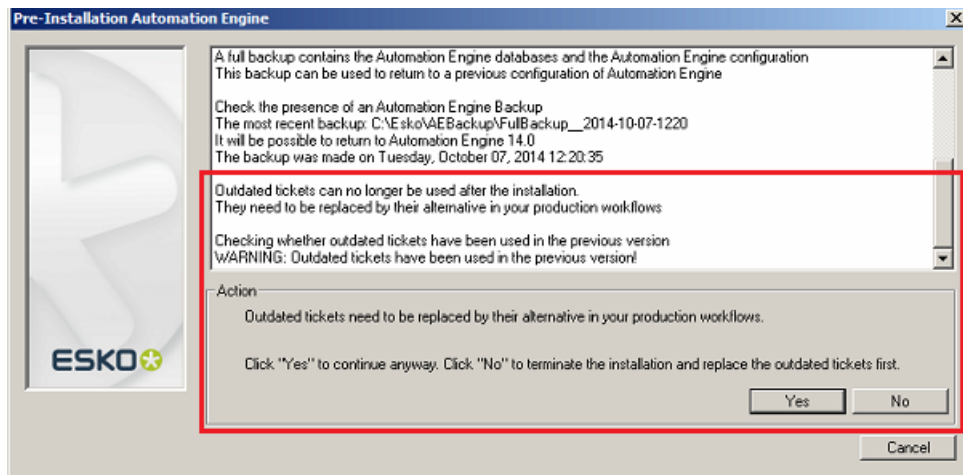 Pre-Installation Automation Engine
A full backup contains the Automation Engine databases and the Automation Engine configuration
This backup can be used to return to a previous configuration of Automation Engine
Check the presence of an Automation Engine Backup
The most recent backup: C:\Esko\AEBackup\FullBackup__2014-10-07-1220
It will be possible to return to Automation Engine 14.0
The backup was made on Tuesday, October 07, 2014 12:20:35
Outdated tickets can no longer be used after the installation.
They need to be replaced by their alternative in your production workflows
Checking whether outdated tickets have been used in the previous version
WARNING: Outdated tickets have been used in the previous version!
Action
Outdated tickets need to be replaced by their alternative in your production workflows.
Click "Yes" to continue anyway. Click "No" to terminate the installation and replace the outdated tickets first.
ESKO
Yes
No
Cancel